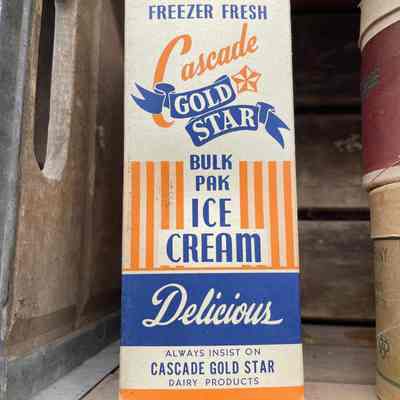 FREEZER FRESH
Cascade
GOLD
STAR
BULK
PAK
ICE
CREAM
Delicious
ALWAYS INSIST ON
CASCADE GOLD STAR
DAIRY PRODUCTS